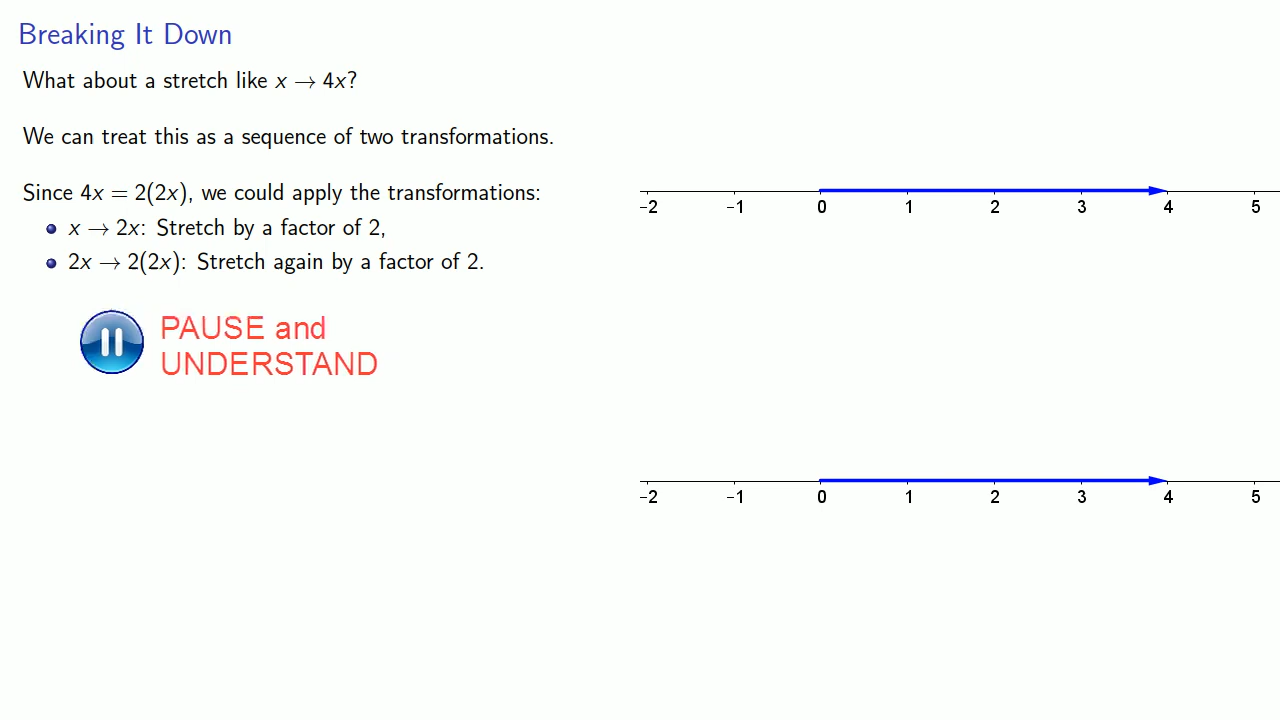 Breaking It Down
What about a stretch like x → 4x?
We can treat this as a sequence of two transformations.
Since 4x = 2(2x), we could apply the transformations:
x → 2x: Stretch by a factor of 2,
2x → 2(2x): Stretch again by a factor of 2.
PAUSE and
UNDERSTAND
-2 -1 0 1 2 3 4 5
-2 -1 0 1 2 3 4 5